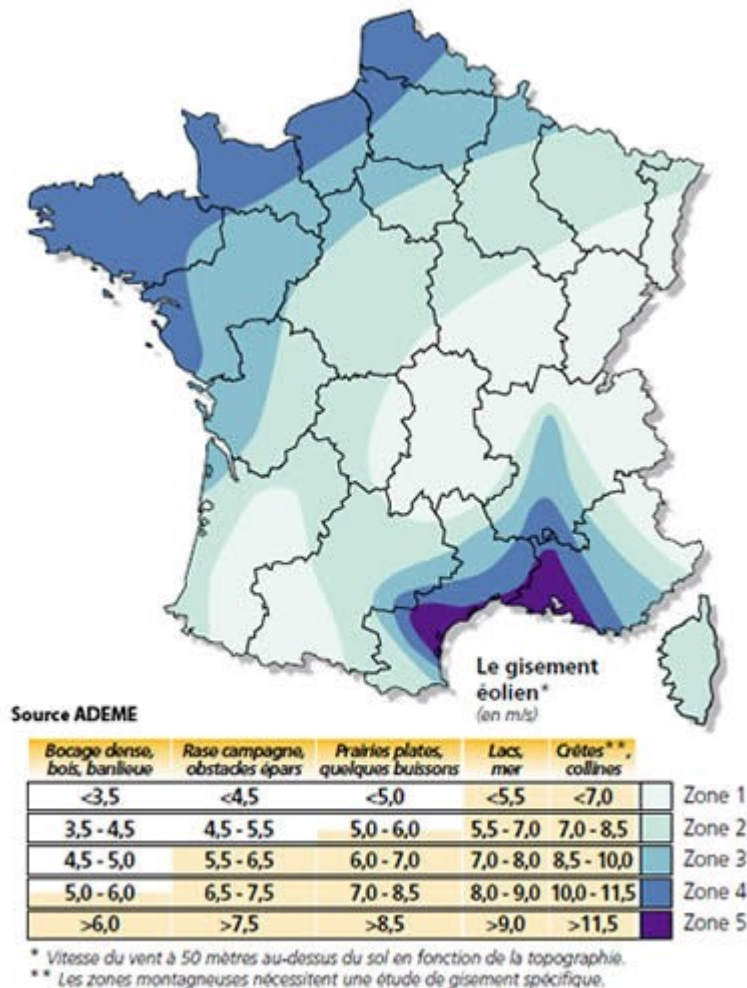 Le gisement
éolien*
(en m/s)
Source ADEME
Bocage dense, bois, banlieue | Rase campagne, obstacles épars | Prairies plates, quelques buissons | Lacs, mer | Crêtes**, collines
<3,5 <4,5 <5,0 <5,5 <7,0 Zone 1
3,5 - 4,5 4,5 - 5,5 5,0 - 6,0 5,5 - 7,0 7,0 - 8,5 Zone 2
4,5 - 5,0 5,5 - 6,5 6,0 - 7,0 7,0 - 8,0 8,5 - 10,0 Zone 3
5,0 - 6,0 6,5 - 7,5 7,0 - 8,5 8,0 - 9,0 10,0 - 11,5 Zone 4
>6,0 >7,5 >8,5 >9,0 >11,5 Zone 5
* Vitesse du vent à 50 mètres au-dessus du sol en fonction de la topographie.
** Les zones montagneuses nécessitent une étude de gisement spécifique.